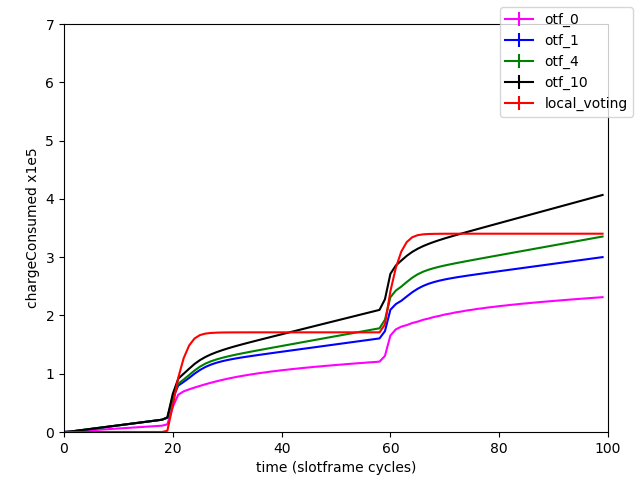 otf_0
otf_1
otf_4
otf_10
local_voting
chargeConsumed x1e5
7
6
5
4
3
2
1
0
0 20 40 60 80 100
time (slotframe cycles)